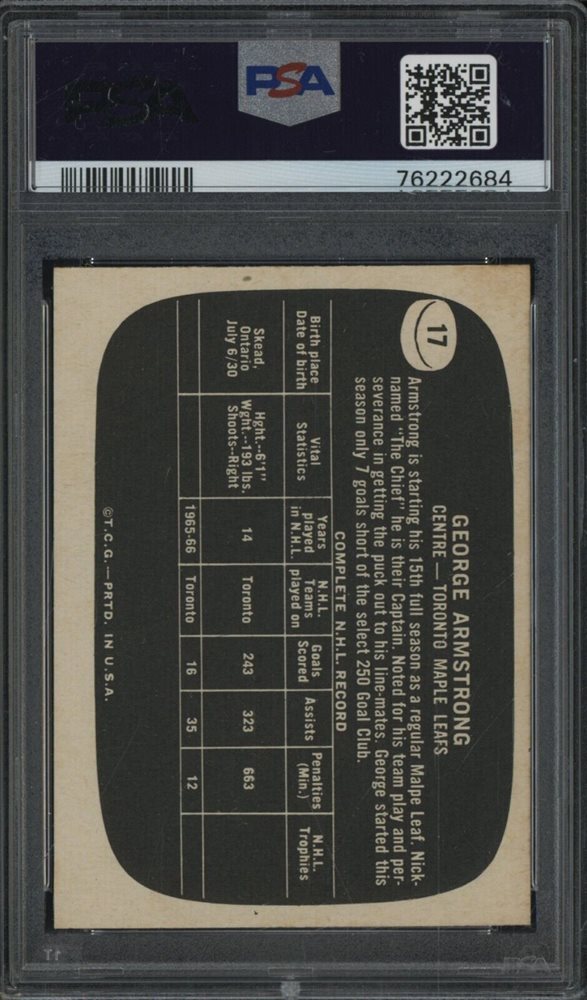 PSA
PSA
76222684
17
GEORGE ARMSTRONG
CENTRE — TORONTO MAPLE LEAFS
Armstrong is starting his 15th full season as a regular Malpe Leaf. Nick-
named "The Chief" he is their Captain. Noted for his team play and per-
severance in getting the puck out to his line-mates. George started this
season only 7 goals short of the select 250 Goal Club.
COMPLETE N.H.L. RECORD
Birth place Date of birth | Vital Statistics | Years played in N.H.L. | N.H.L. Teams played on | Goals Scored | Assists | Penalties (Min.) | N.H.L. Trophies
Skead, Ontario July 6/30 | Hght.--6'1" Wght.--193 lbs. Shoots--Right | 14 | Toronto | 243 | 323 | 663
1965-66 | Toronto | 16 | 35 | 12
©T.C.G.—PRTD. IN U.S.A.